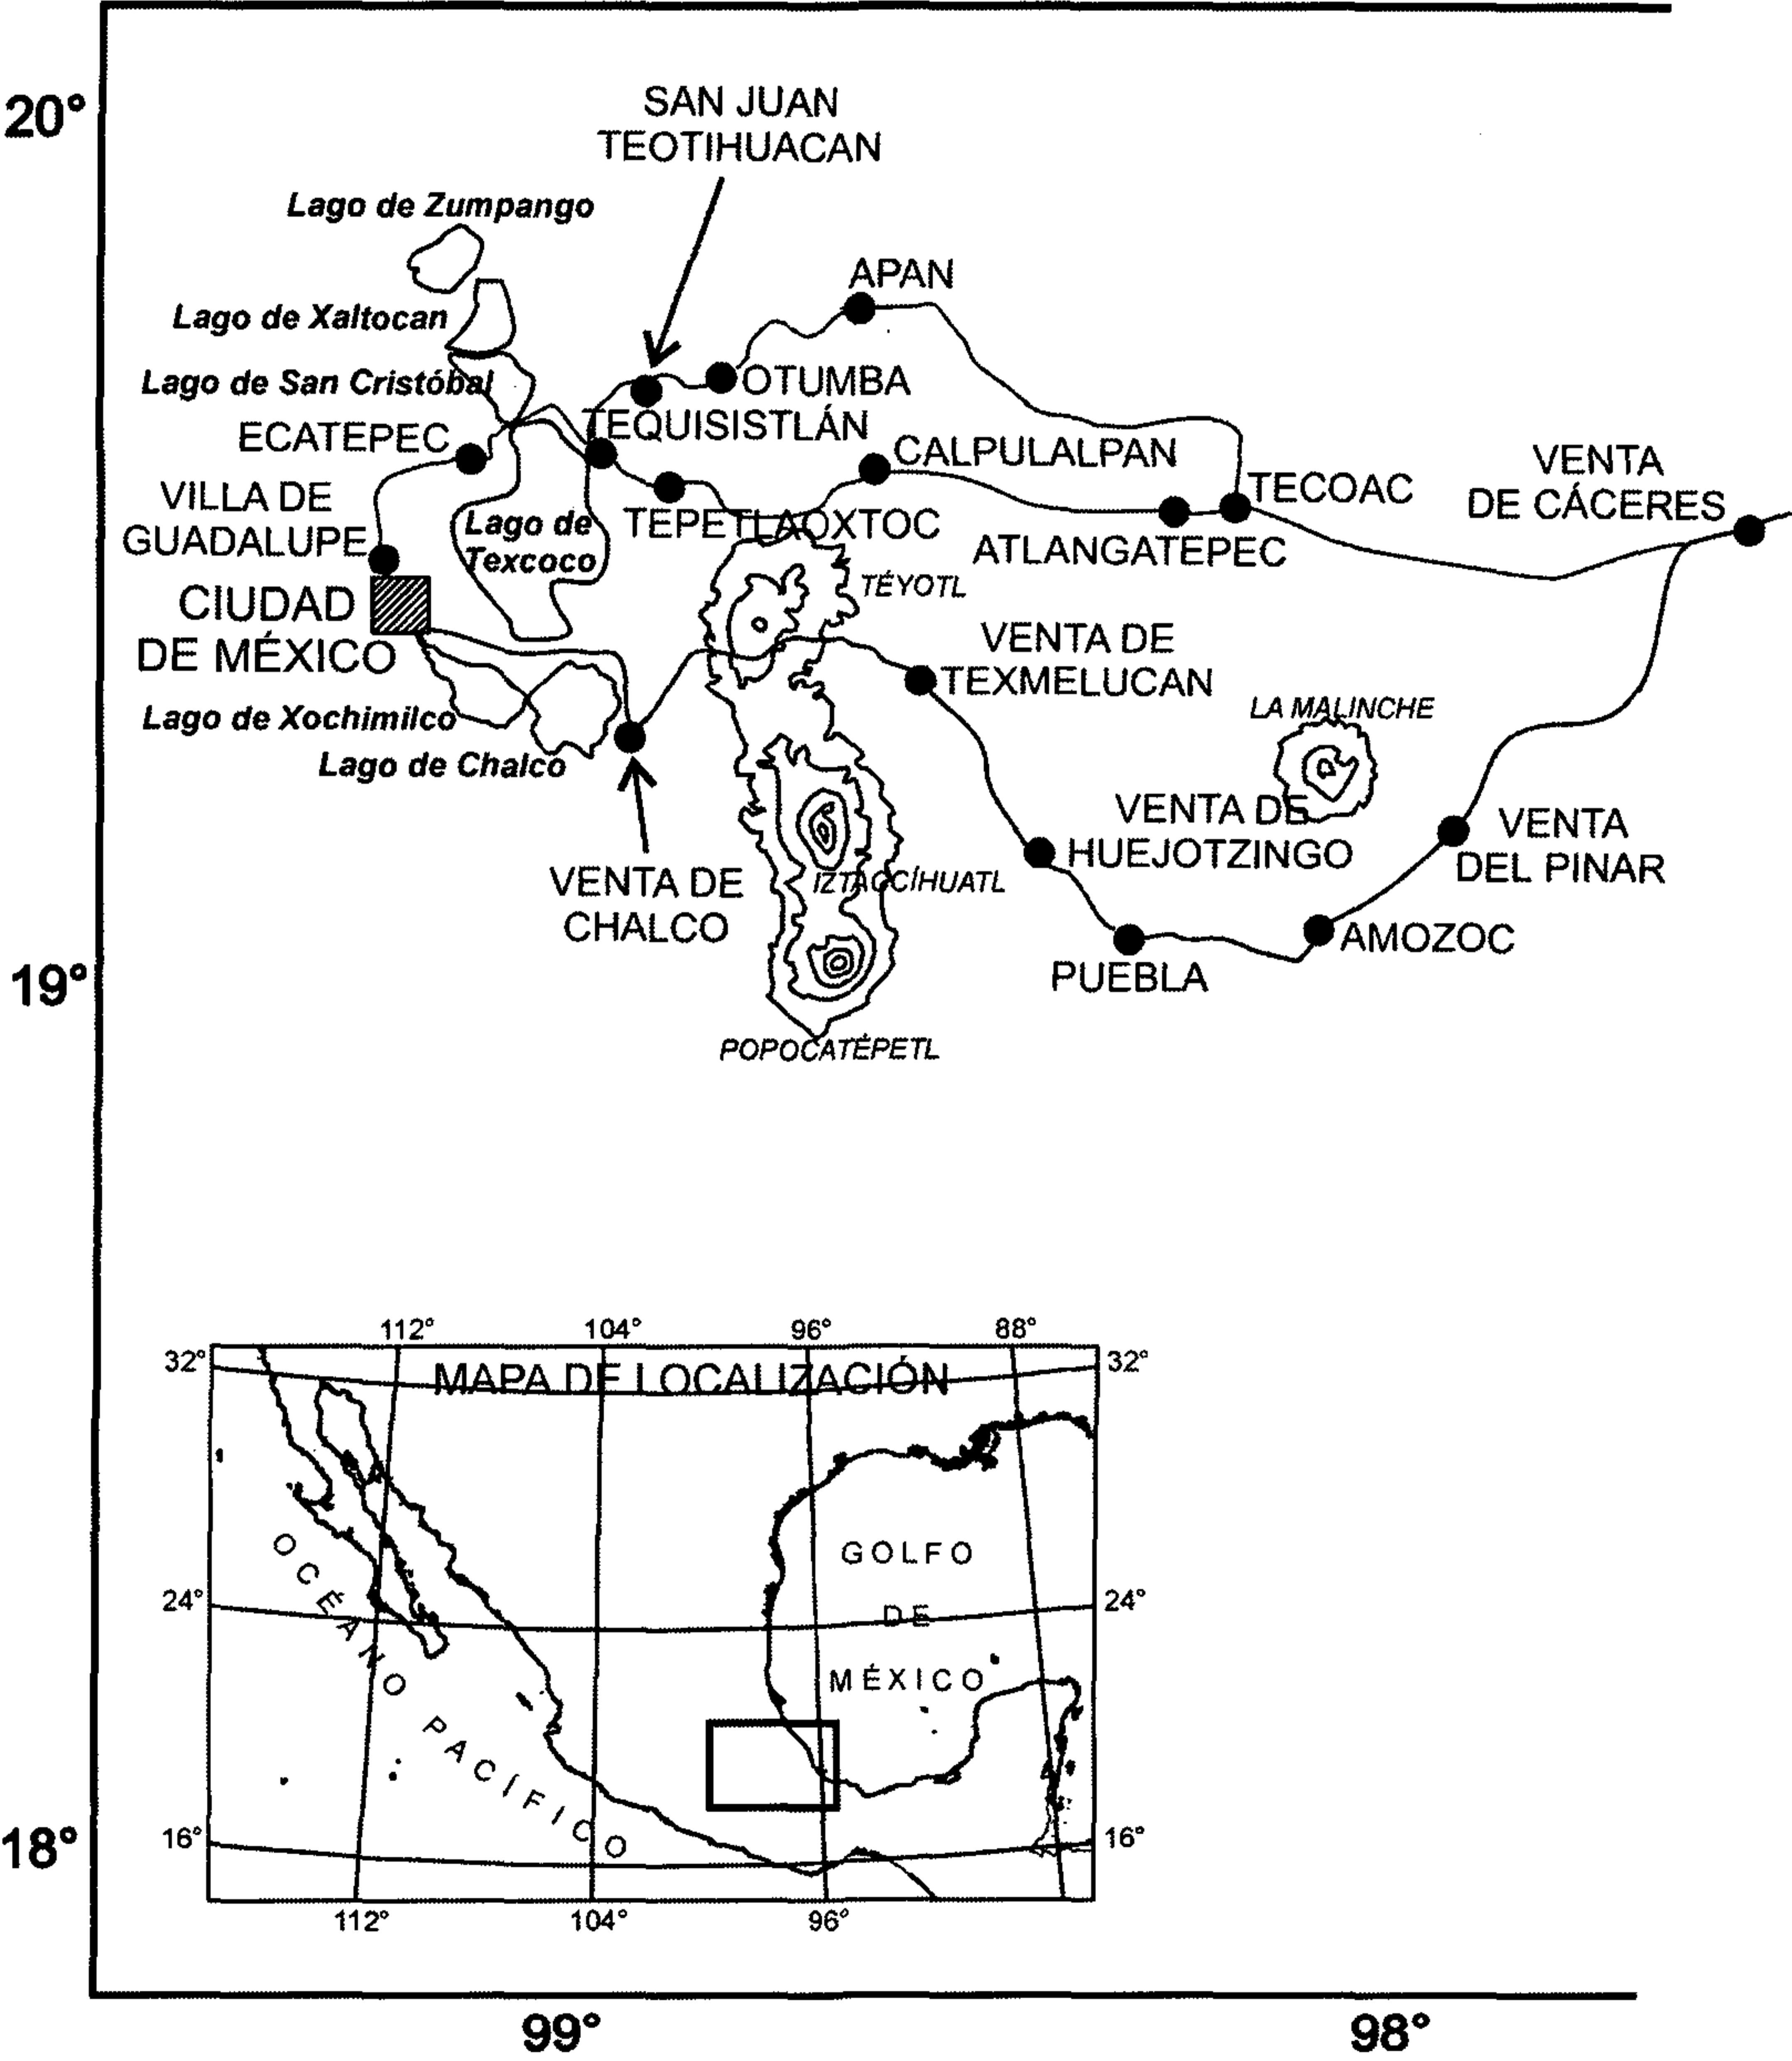 20°
SAN JUAN
TEOTIHUACAN
Lago de Zumpango
APAN
Lago de Xaltocan
Lago de San Cristóbal
OTUMBA
TEQUISISTLÁN
ECATEPEC
CALPULALPAN
VENTA
DE CÁCERES
TECOAC
VILLA DE
GUADALUPE
Lago de
Texcoco
TEPETLAOXTOC
ATLANGATEPEC
TÉYOTL
CIUDAD
DE MÉXICO
VENTA DE
TEXMELUCAN
LA MALINCHE
Lago de Xochimilco
Lago de Chalco
VENTA DE
HUEJOTZINGO
VENTA
DEL PINAR
VENTA DE
CHALCO
IZTACCÍHUATL
AMOZOC
PUEBLA
19°
POPOCATÉPETL
112°
104°
96°
88°
32°
32°
MAPA DE LOCALIZACIÓN
GOLFO
DE
MÉXICO
24°
24°
OCÉANO PACÍFICO
18°
16°
16°
112°
104°
96°
99°
98°